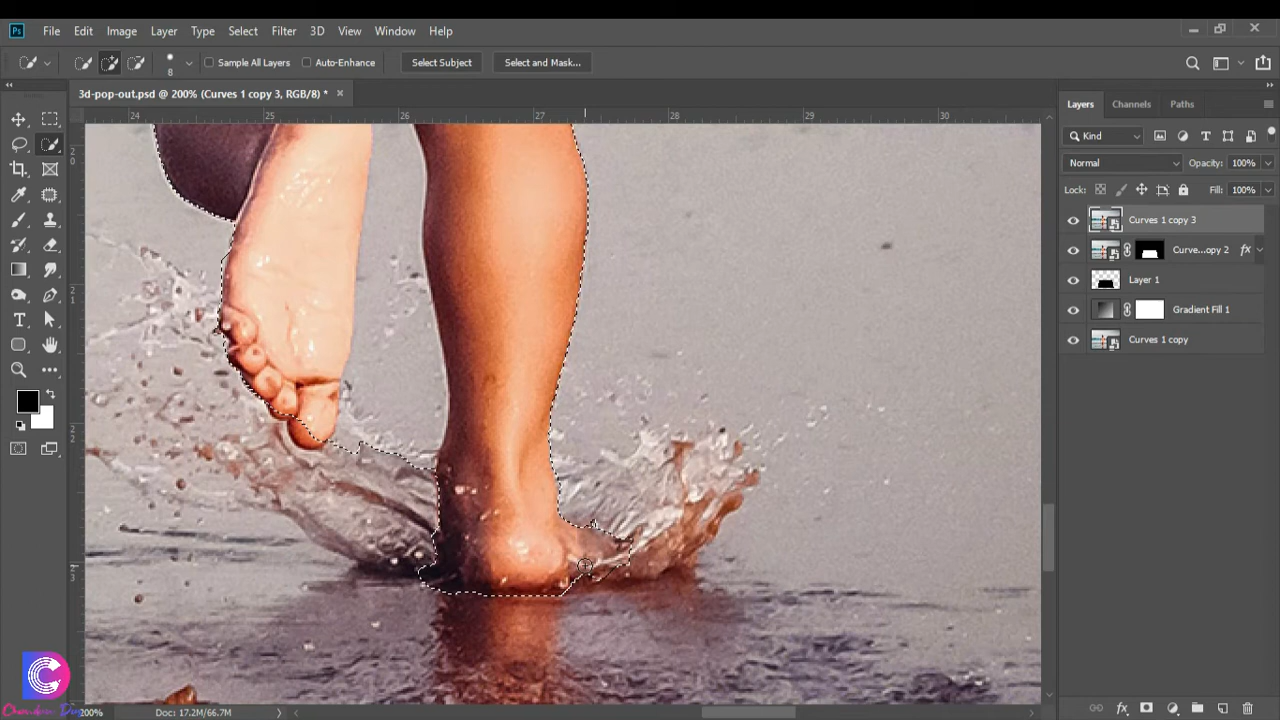 Ps File Edit Image Layer Type Select Filter 3D View Window Help
8 Sample All Layers Auto-Enhance Select Subject Select and Mask...
3d-pop-out.psd @ 200% (Curves 1 copy 3, RGB/8) *
24 25 26 27 28 29 30
Layers Channels Paths
Kind
Normal Opacity: 100%
Lock: Fill: 100%
Curves 1 copy 3
Curve...opy 2 fx
Layer 1
Gradient Fill 1
Curves 1 copy
200% Doc: 17.2M/66.7M